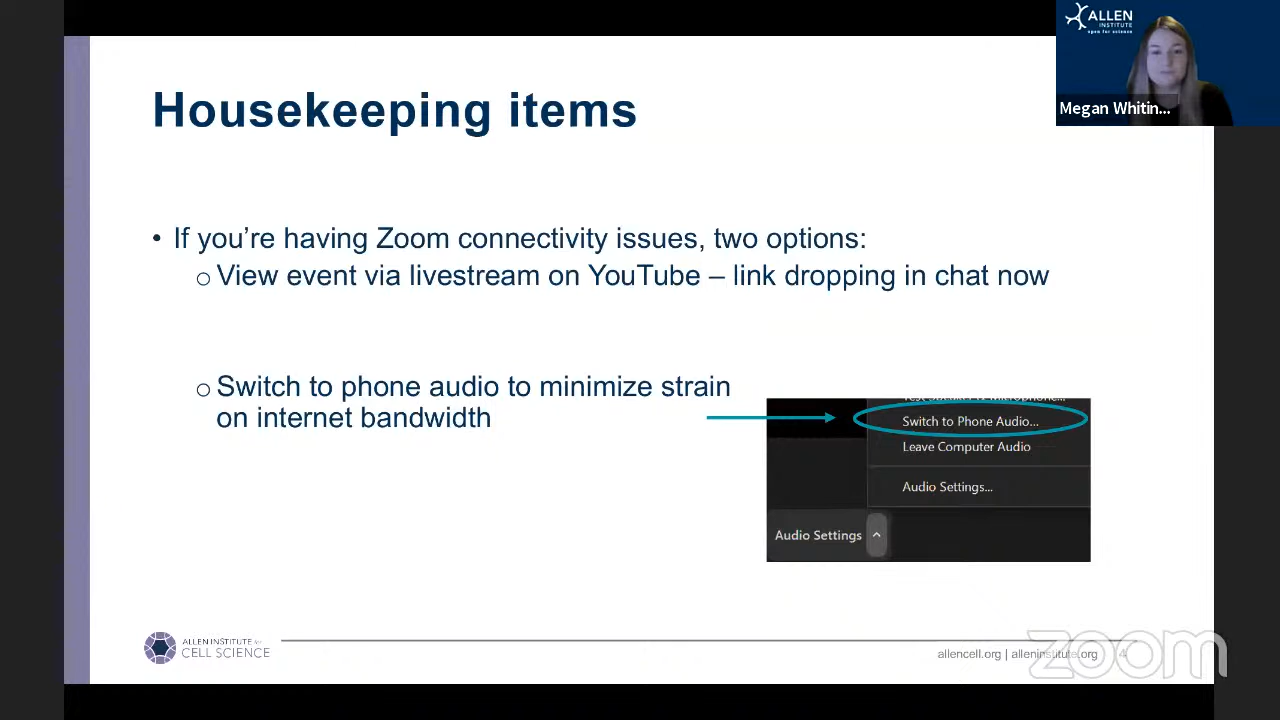 ALLEN
INSTITUTE
open for science
Megan Whitin...
Housekeeping items
• If you’re having Zoom connectivity issues, two options:
o View event via livestream on YouTube – link dropping in chat now
o Switch to phone audio to minimize strain
on internet bandwidth
Switch to Phone Audio...
Leave Computer Audio
Audio Settings...
Audio Settings
ALLEN INSTITUTE for
CELL SCIENCE
allencell.org | alleninstitute.org 4
zoom